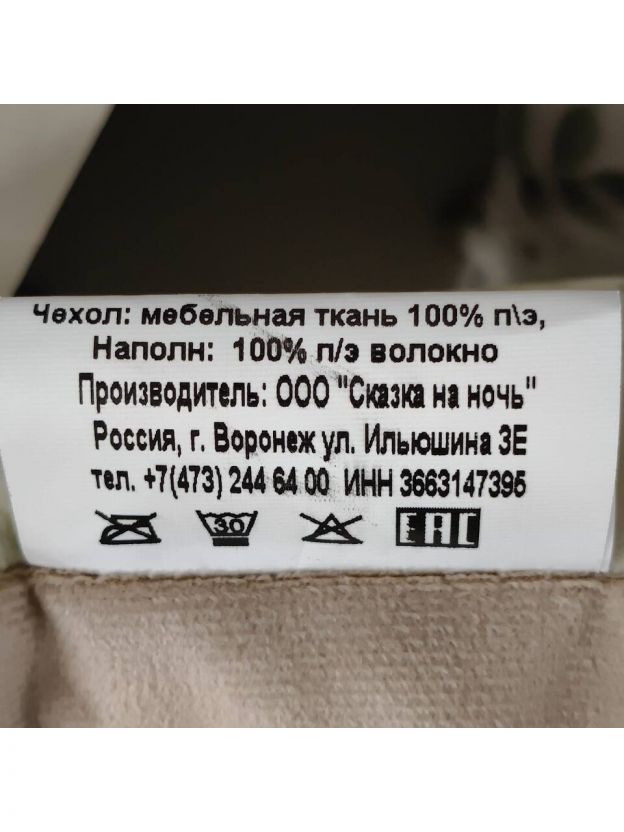 Чехол: мебельная ткань 100% п\э,
Наполн: 100% п/э волокно
Производитель: ООО "Сказка на ночь"
Россия, г. Воронеж ул. Ильюшина 3Е
тел. +7(473) 244 64 00 ИНН 3663147395
30 EAC